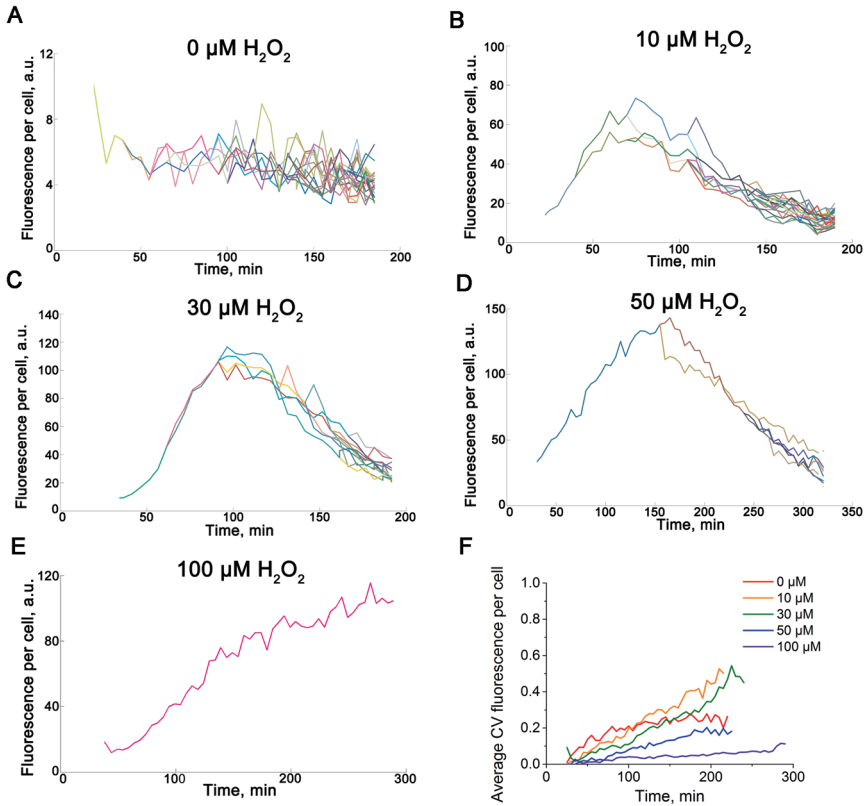 A
0 µM H₂O₂
Fluorescence per cell, a.u.
12
8
4
0
50
100
150
200
Time, min
B
10 µM H₂O₂
Fluorescence per cell, a.u.
100
80
60
40
20
0
0
50
100
150
200
Time, min
C
30 µM H₂O₂
Fluorescence per cell, a.u.
140
120
100
80
60
40
20
0
0
50
100
150
200
Time, min
D
50 µM H₂O₂
Fluorescence per cell, a.u.
150
100
50
0
0
50
100
150
200
250
300
350
Time, min
E
100 µM H₂O₂
Fluorescence per cell, a.u.
120
80
40
0
0
100
200
300
Time, min
F
Average CV fluorescence per cell
1.0
0.8
0.6
0.4
0.2
0.0
0
100
200
300
Time, min
0 µM
10 µM
30 µM
50 µM
100 µM